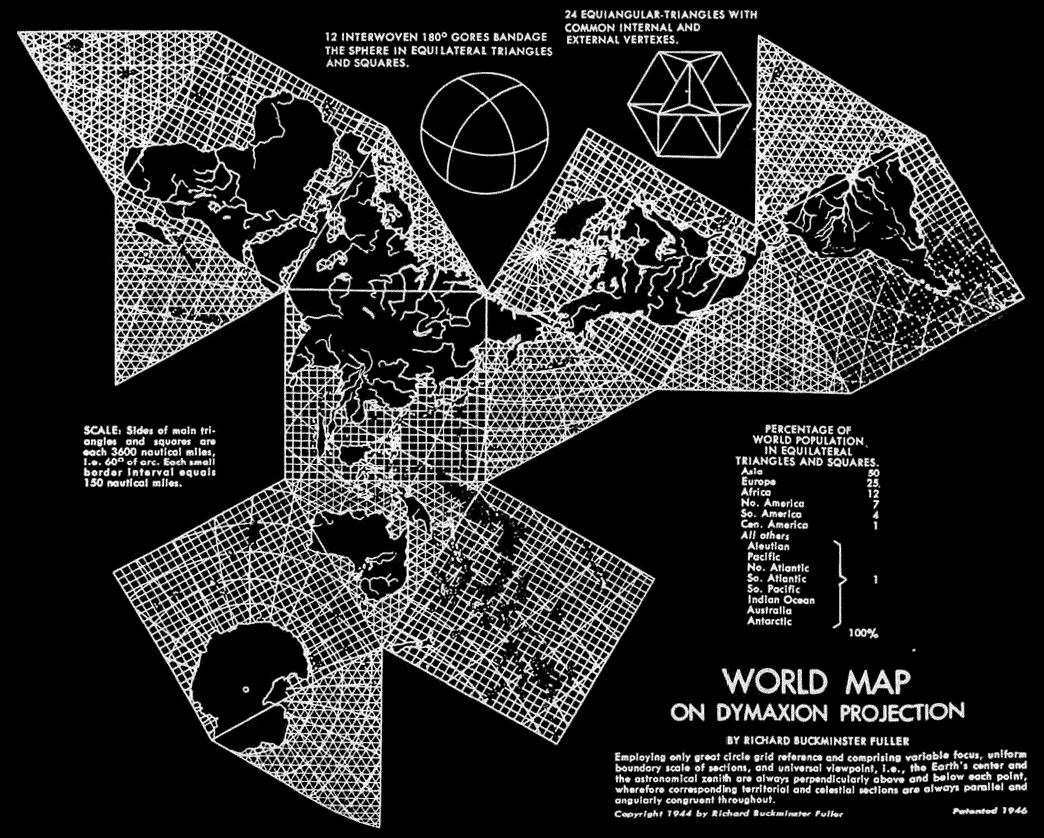 24 EQUIANGULAR-TRIANGLES WITH
COMMON INTERNAL AND
EXTERNAL VERTEXES.
12 INTERWOVEN 180° GORES BANDAGE
THE SPHERE IN EQUILATERAL TRIANGLES
AND SQUARES.
SCALE: Sides of main tri-
angles and squares are
each 3600 nautical miles,
i.e. 60° of arc. Each small
border interval equals
150 nautical miles.
PERCENTAGE OF
WORLD POPULATION
IN EQUILATERAL
TRIANGLES AND SQUARES.
Asia 50
Europe 25
Africa 12
No. America 7
So. America 4
Cen. America 1
All others
Aleutian
Pacific
No. Atlantic
So. Atlantic 1
So. Pacific
Indian Ocean
Australia
Antarctic
100%
WORLD MAP
ON DYMAXION PROJECTION
BY RICHARD BUCKMINSTER FULLER
Employing only great circle grid reference and comprising variable focus, uniform
boundary scale of sections, and universal viewpoint, i.e., the Earth's center and
the astronomical zenith are always perpendicularly above and below each point,
wherefore corresponding territorial and celestial sections are always parallel and
angularly congruent throughout.
Copyright 1944 by Richard Buckminster Fuller Patented 1946